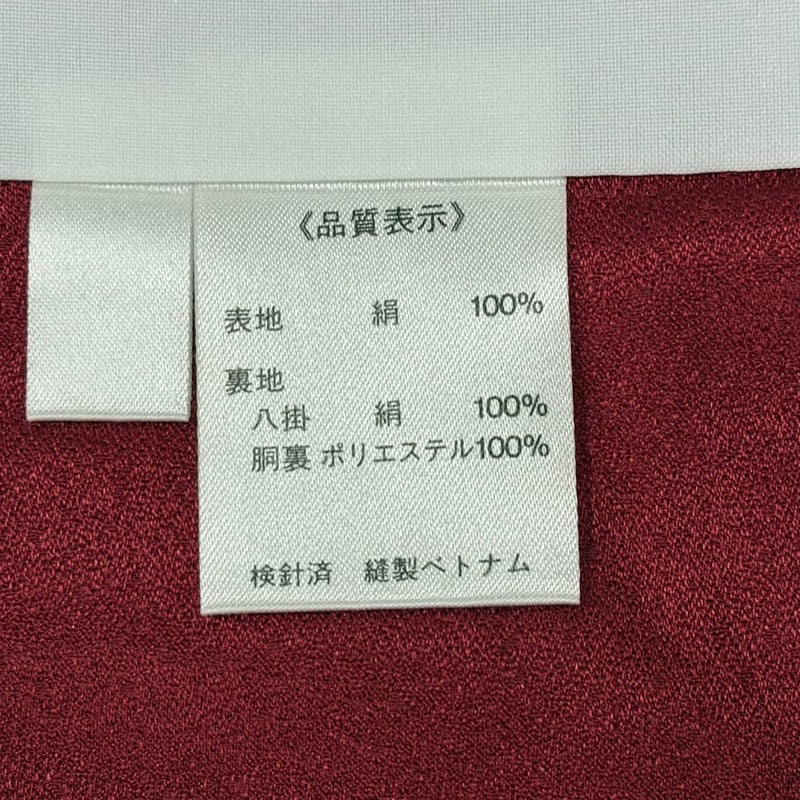 《品質表示》
表地 絹 100%
裏地
八掛 絹 100%
胴裏 ポリエステル100%
検針済 縫製ベトナム